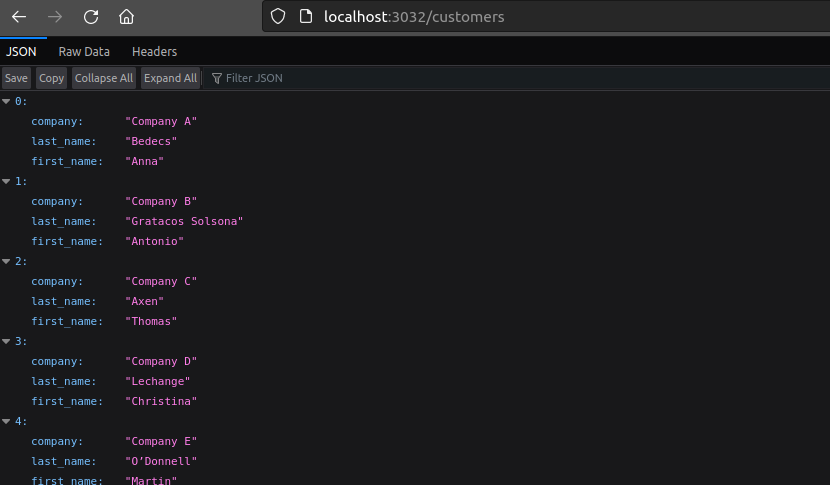 localhost:3032/customers
JSON Raw Data Headers
Save Copy Collapse All Expand All Filter JSON
0:
company: "Company A"
last_name: "Bedecs"
first_name: "Anna"
1:
company: "Company B"
last_name: "Gratacos Solsona"
first_name: "Antonio"
2:
company: "Company C"
last_name: "Axen"
first_name: "Thomas"
3:
company: "Company D"
last_name: "Lechange"
first_name: "Christina"
4:
company: "Company E"
last_name: "O’Donnell"
first_name: "Martin"